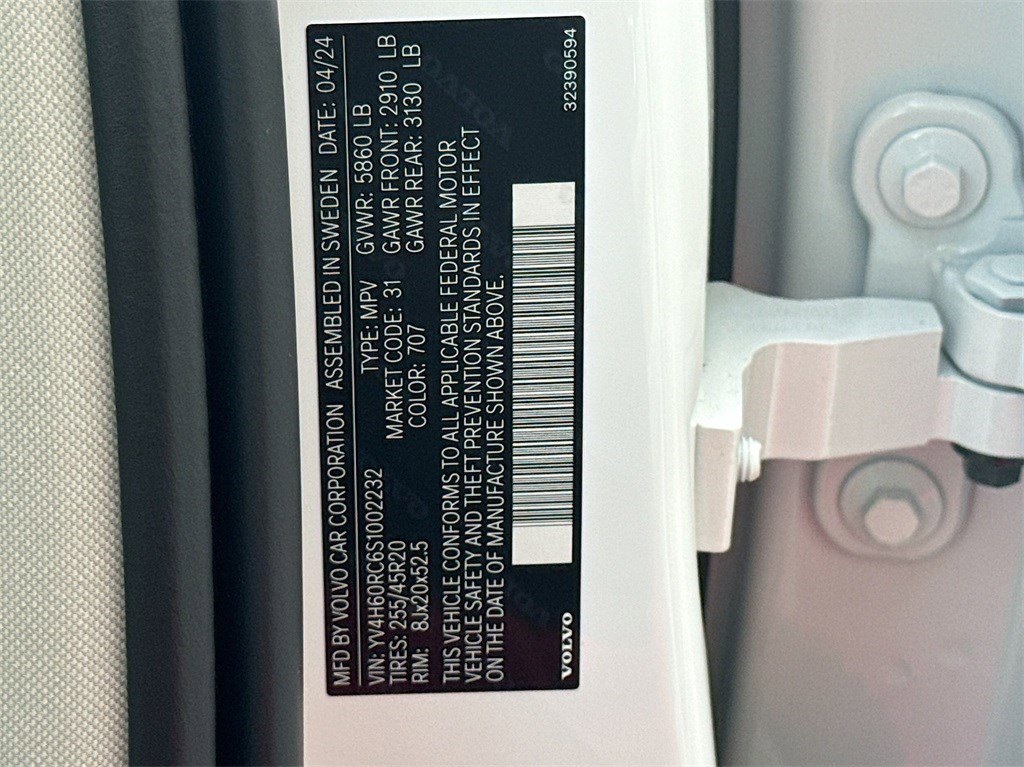 MFD BY VOLVO CAR CORPORATION ASSEMBLED IN SWEDEN DATE: 04/24
VIN: YV4H60RC6S1002232 TYPE: MPV GVWR: 5860 LB
TIRES: 255/45R20 MARKET CODE: 31 GAWR FRONT: 2910 LB
RIM: 8Jx20x52.5 COLOR: 707 GAWR REAR: 3130 LB
THIS VEHICLE CONFORMS TO ALL APPLICABLE FEDERAL MOTOR
VEHICLE SAFETY AND THEFT PREVENTION STANDARDS IN EFFECT
ON THE DATE OF MANUFACTURE SHOWN ABOVE.
VOLVO 32390594